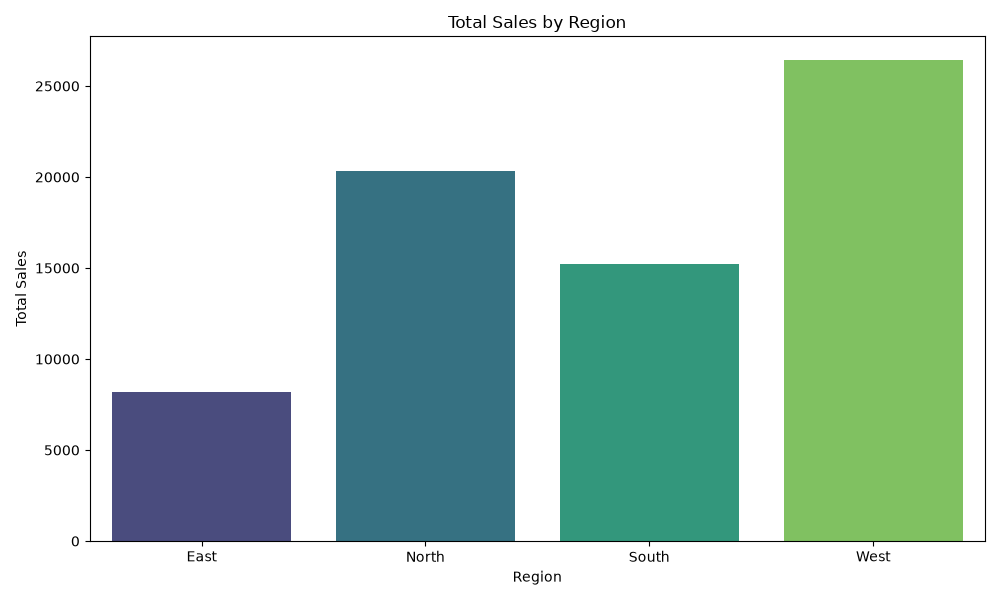 Total Sales by Region
Total Sales
25000
20000
15000
10000
5000
0
East North South West
Region